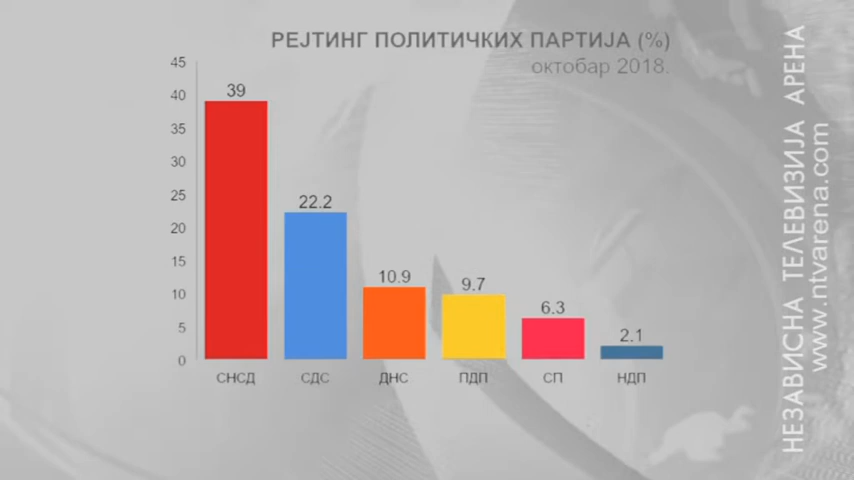 РЕЈТИНГ ПОЛИТИЧКИХ ПАРТИЈА (%)
октобар 2018.
45
40
35
30
25
20
15
10
5
0
39
22.2
10.9
9.7
6.3
2.1
СНСД
СДС
ДНС
ПДП
СП
НДП
НЕЗАВИСНА ТЕЛЕВИЗИЈА АРЕНА
www.ntvarena.com